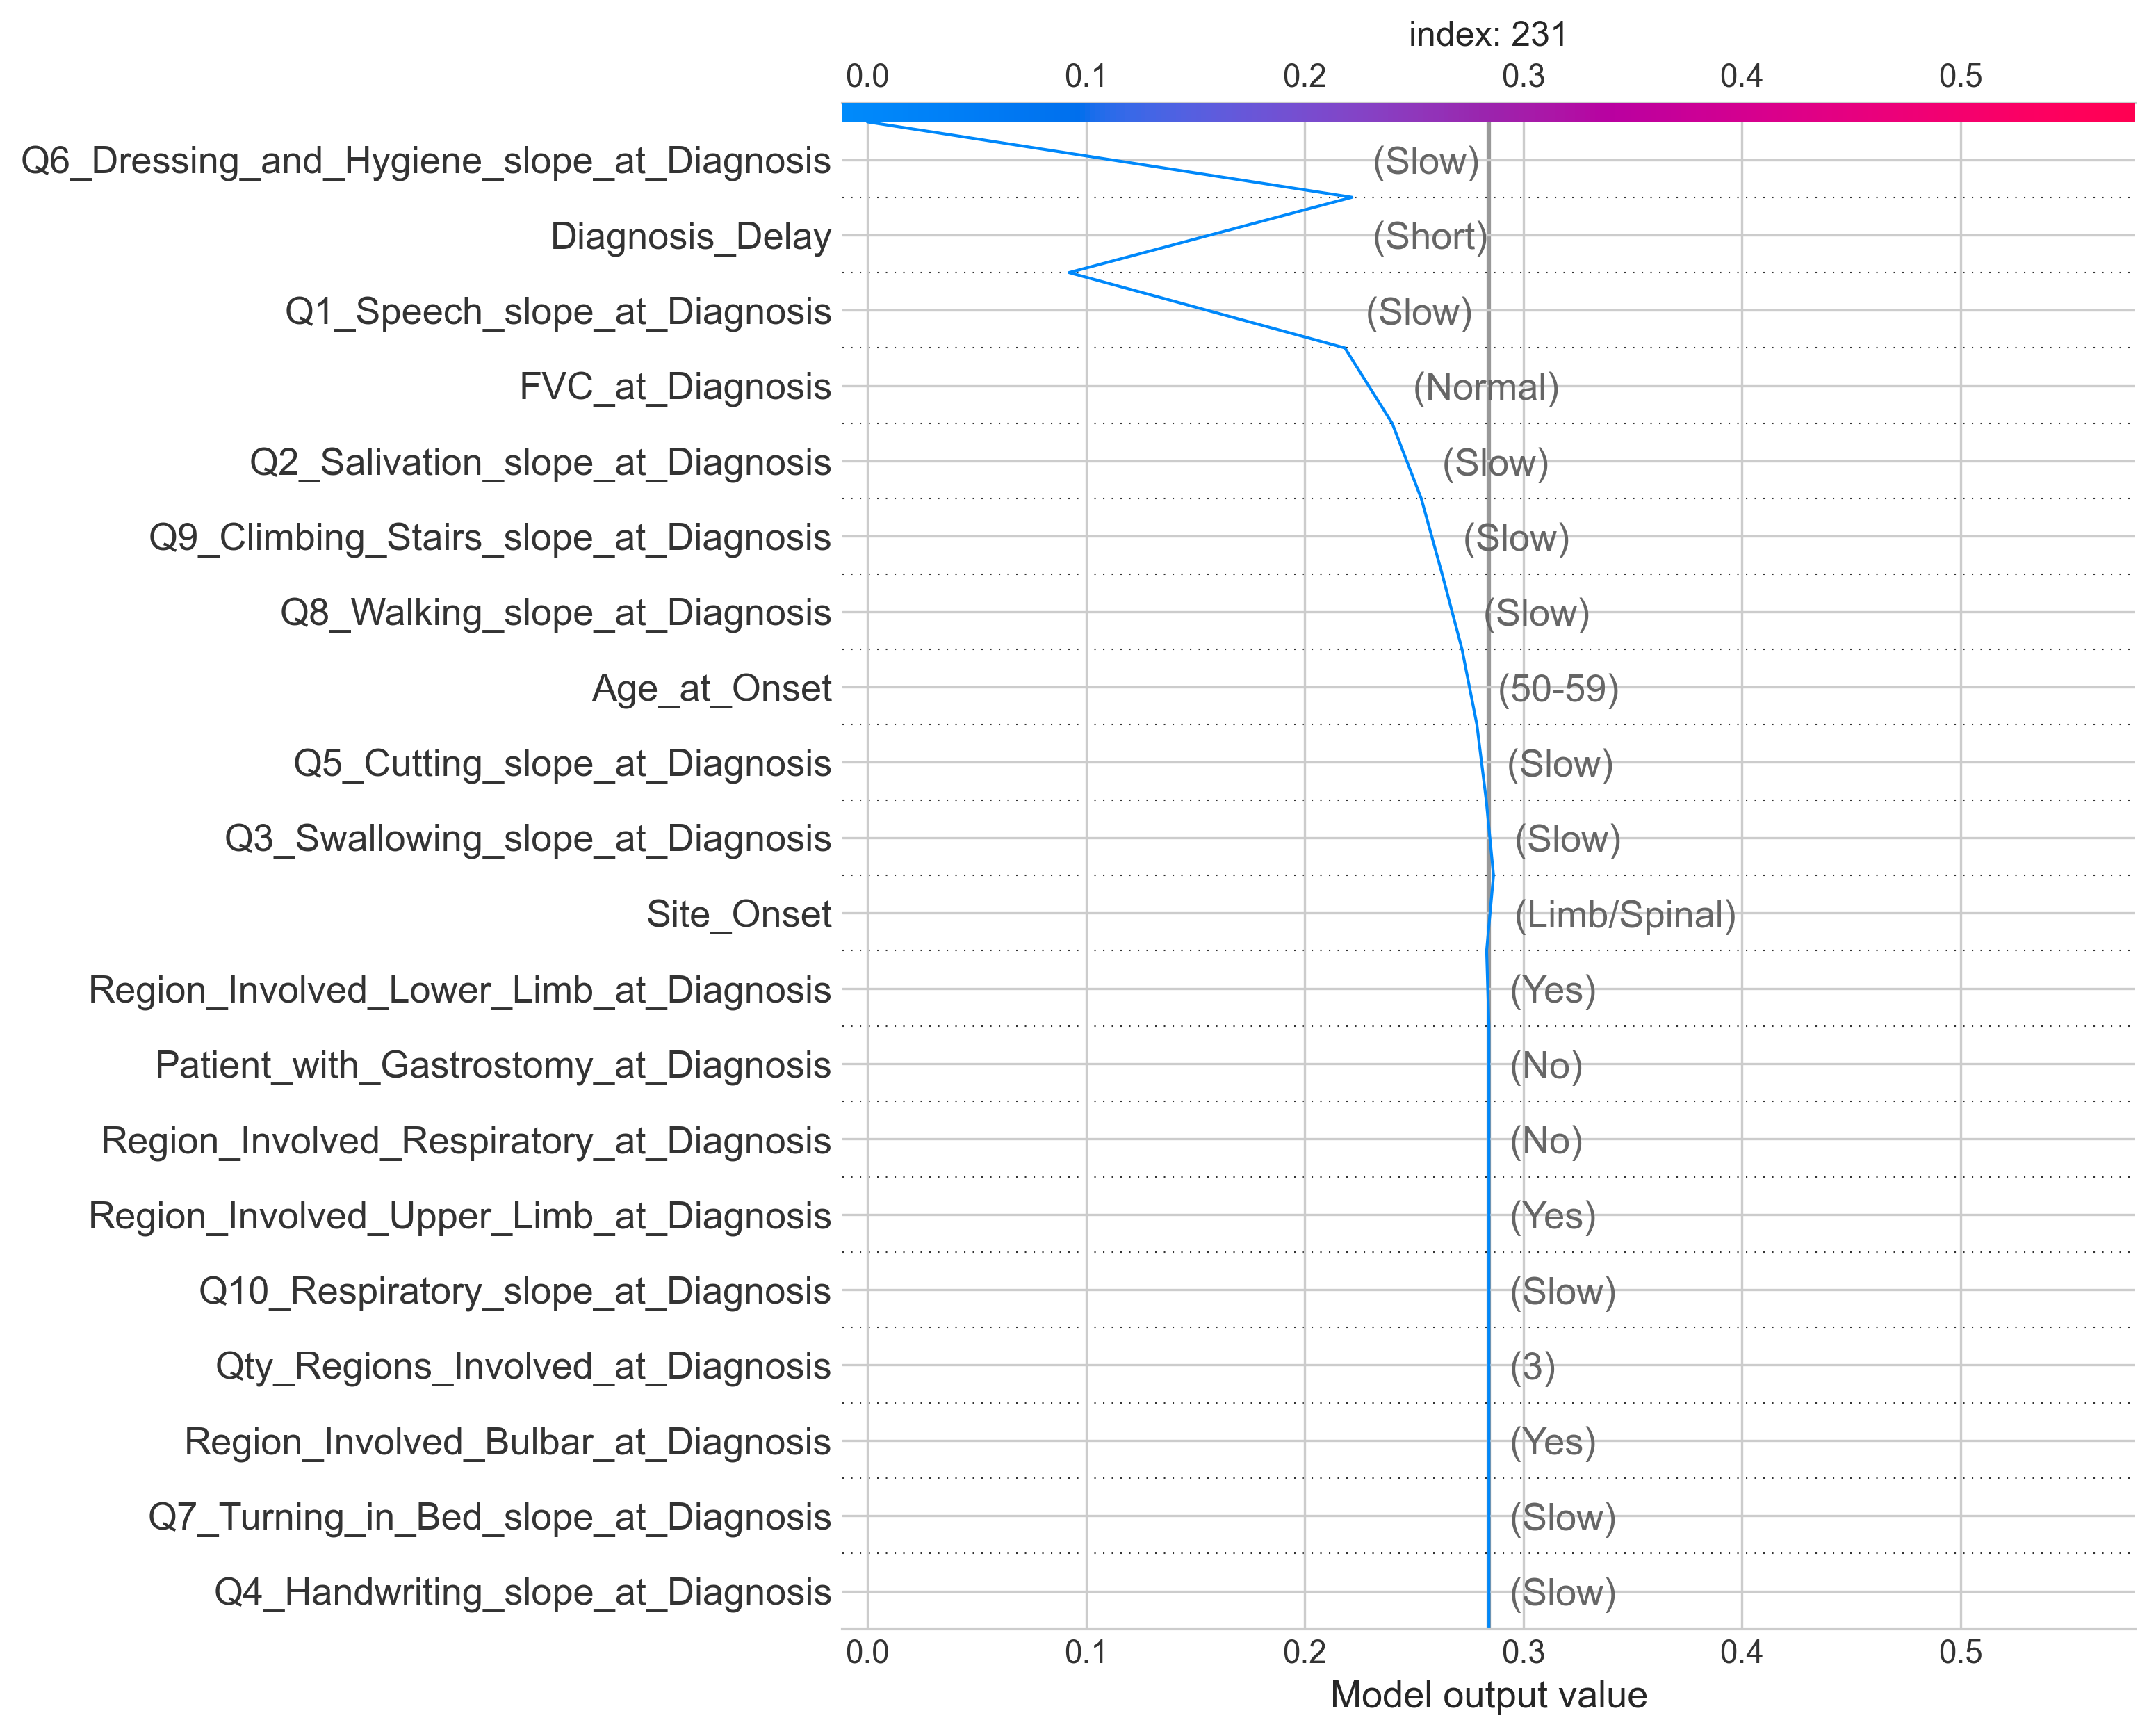 index: 231
0.0 0.1 0.2 0.3 0.4 0.5
Q6_Dressing_and_Hygiene_slope_at_Diagnosis (Slow)
Diagnosis_Delay (Short)
Q1_Speech_slope_at_Diagnosis (Slow)
FVC_at_Diagnosis (Normal)
Q2_Salivation_slope_at_Diagnosis (Slow)
Q9_Climbing_Stairs_slope_at_Diagnosis (Slow)
Q8_Walking_slope_at_Diagnosis (Slow)
Age_at_Onset (50-59)
Q5_Cutting_slope_at_Diagnosis (Slow)
Q3_Swallowing_slope_at_Diagnosis (Slow)
Site_Onset (Limb/Spinal)
Region_Involved_Lower_Limb_at_Diagnosis (Yes)
Patient_with_Gastrostomy_at_Diagnosis (No)
Region_Involved_Respiratory_at_Diagnosis (No)
Region_Involved_Upper_Limb_at_Diagnosis (Yes)
Q10_Respiratory_slope_at_Diagnosis (Slow)
Qty_Regions_Involved_at_Diagnosis (3)
Region_Involved_Bulbar_at_Diagnosis (Yes)
Q7_Turning_in_Bed_slope_at_Diagnosis (Slow)
Q4_Handwriting_slope_at_Diagnosis (Slow)
0.0 0.1 0.2 0.3 0.4 0.5
Model output value